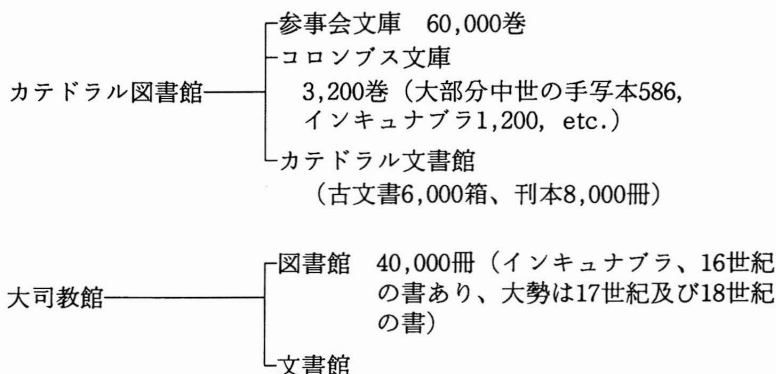 参事会文庫 60,000巻
コロンブス文庫
カテドラル図書館
3,200巻（大部分中世の手写本586,
インキュナブラ1,200, etc.）
カテドラル文書館
（古文書6,000箱、刊本8,000冊）
図書館 40,000冊（インキュナブラ、16世紀
の書あり、大勢は17世紀及び18世紀
大司教館
の書）
文書館